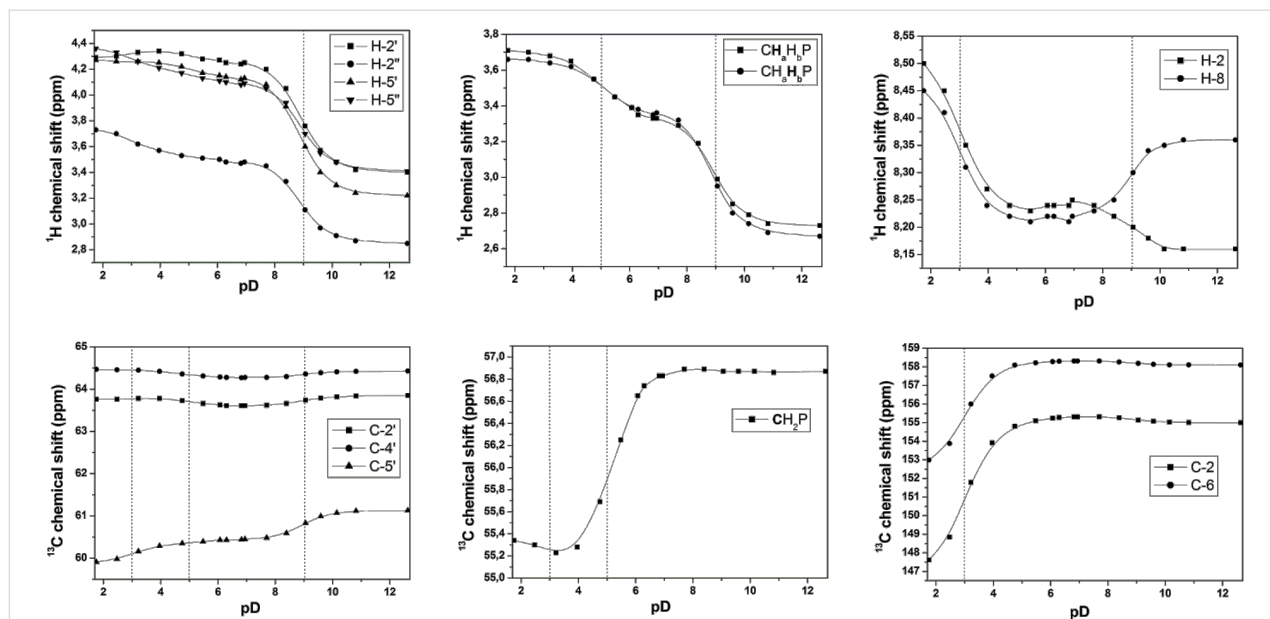 ¹H chemical shift (ppm)
4,4
4,0
3,6
3,2
2,8
2 4 6 8 10 12
pD
H-2'
H-2"
H-5'
H-5"
¹H chemical shift (ppm)
3,8
3,6
3,4
3,2
3,0
2,8
2,6
2 4 6 8 10 12
pD
CHₐH_bP
CHₐH_bP
¹H chemical shift (ppm)
8,55
8,50
8,45
8,40
8,35
8,30
8,25
8,20
8,15
2 4 6 8 10 12
pD
H-2
H-8
¹³C chemical shift (ppm)
65
64
63
62
61
60
2 4 6 8 10 12
pD
C-2'
C-4'
C-5'
¹³C chemical shift (ppm)
57,0
56,8
56,6
56,4
56,2
56,0
55,8
55,6
55,4
55,2
55,0
2 4 6 8 10 12
pD
CH₂P
¹³C chemical shift (ppm)
159
158
157
156
155
154
153
152
151
150
149
148
147
2 4 6 8 10 12
pD
C-2
C-6